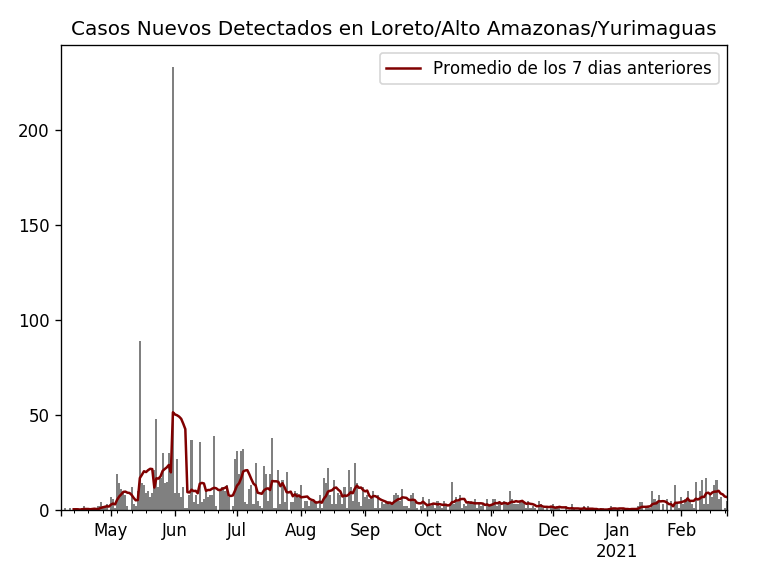 Casos Nuevos Detectados en Loreto/Alto Amazonas/Yurimaguas
Promedio de los 7 dias anteriores
200
150
100
50
0
May Jun Jul Aug Sep Oct Nov Dec Jan Feb
2021